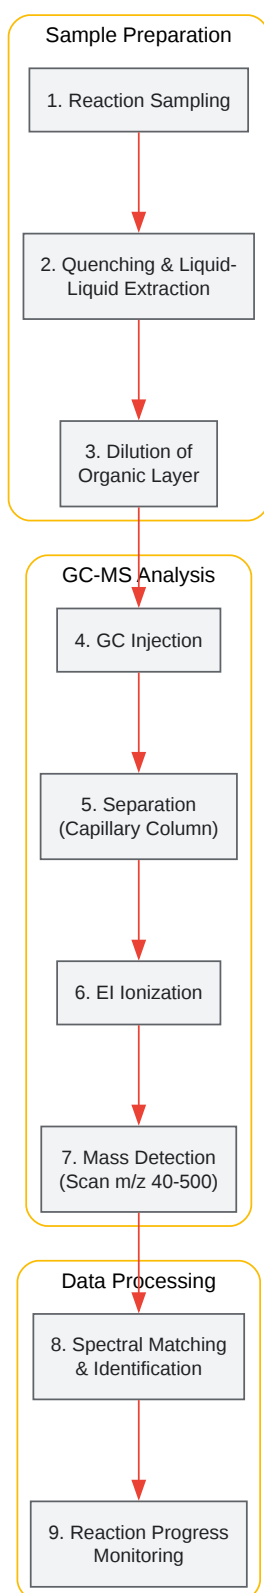 Sample Preparation
1. Reaction Sampling
2. Quenching & Liquid-
Liquid Extraction
3. Dilution of
Organic Layer
GC-MS Analysis
4. GC Injection
5. Separation
(Capillary Column)
6. EI Ionization
7. Mass Detection
(Scan m/z 40-500)
Data Processing
8. Spectral Matching
& Identification
9. Reaction Progress
Monitoring